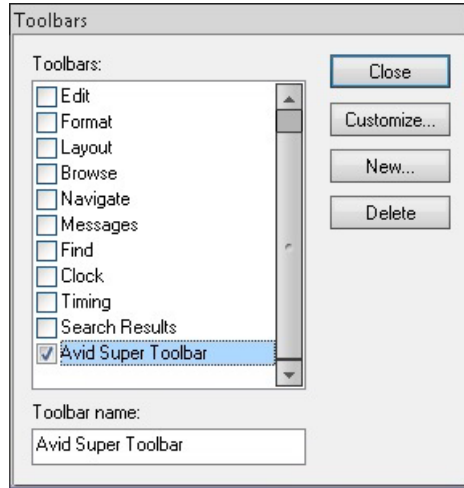 Toolbars
Toolbars:
Edit
Format
Layout
Browse
Navigate
Messages
Find
Clock
Timing
Search Results
Avid Super Toolbar
Close
Customize...
New...
Delete
Toolbar name:
Avid Super Toolbar